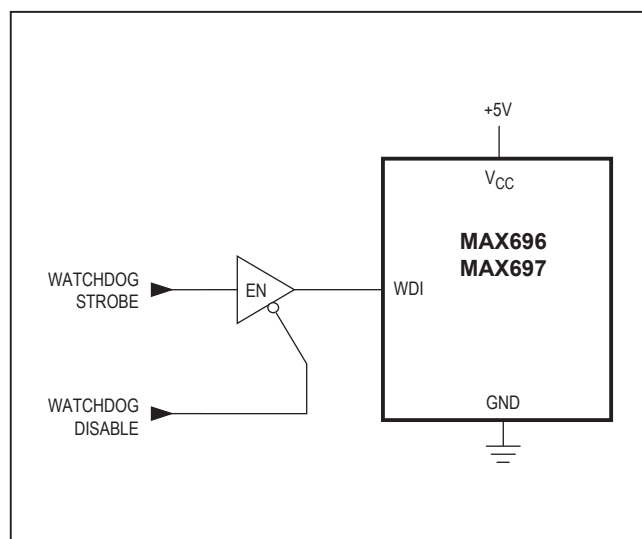 +5V
VCC
MAX696
MAX697
WATCHDOG
STROBE
EN
WDI
WATCHDOG
DISABLE
GND